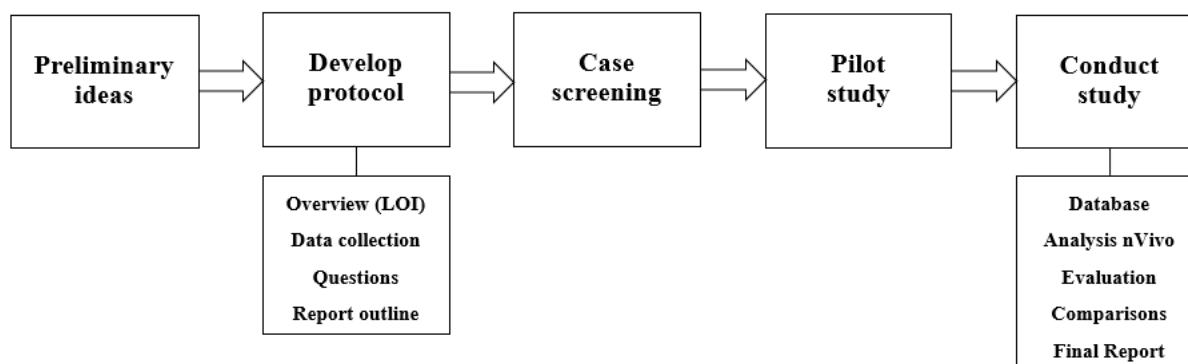 Preliminary
ideas
Develop
protocol
Case
screening
Pilot
study
Conduct
study
Overview (LOI)
Data collection
Questions
Report outline
Database
Analysis nVivo
Evaluation
Comparisons
Final Report